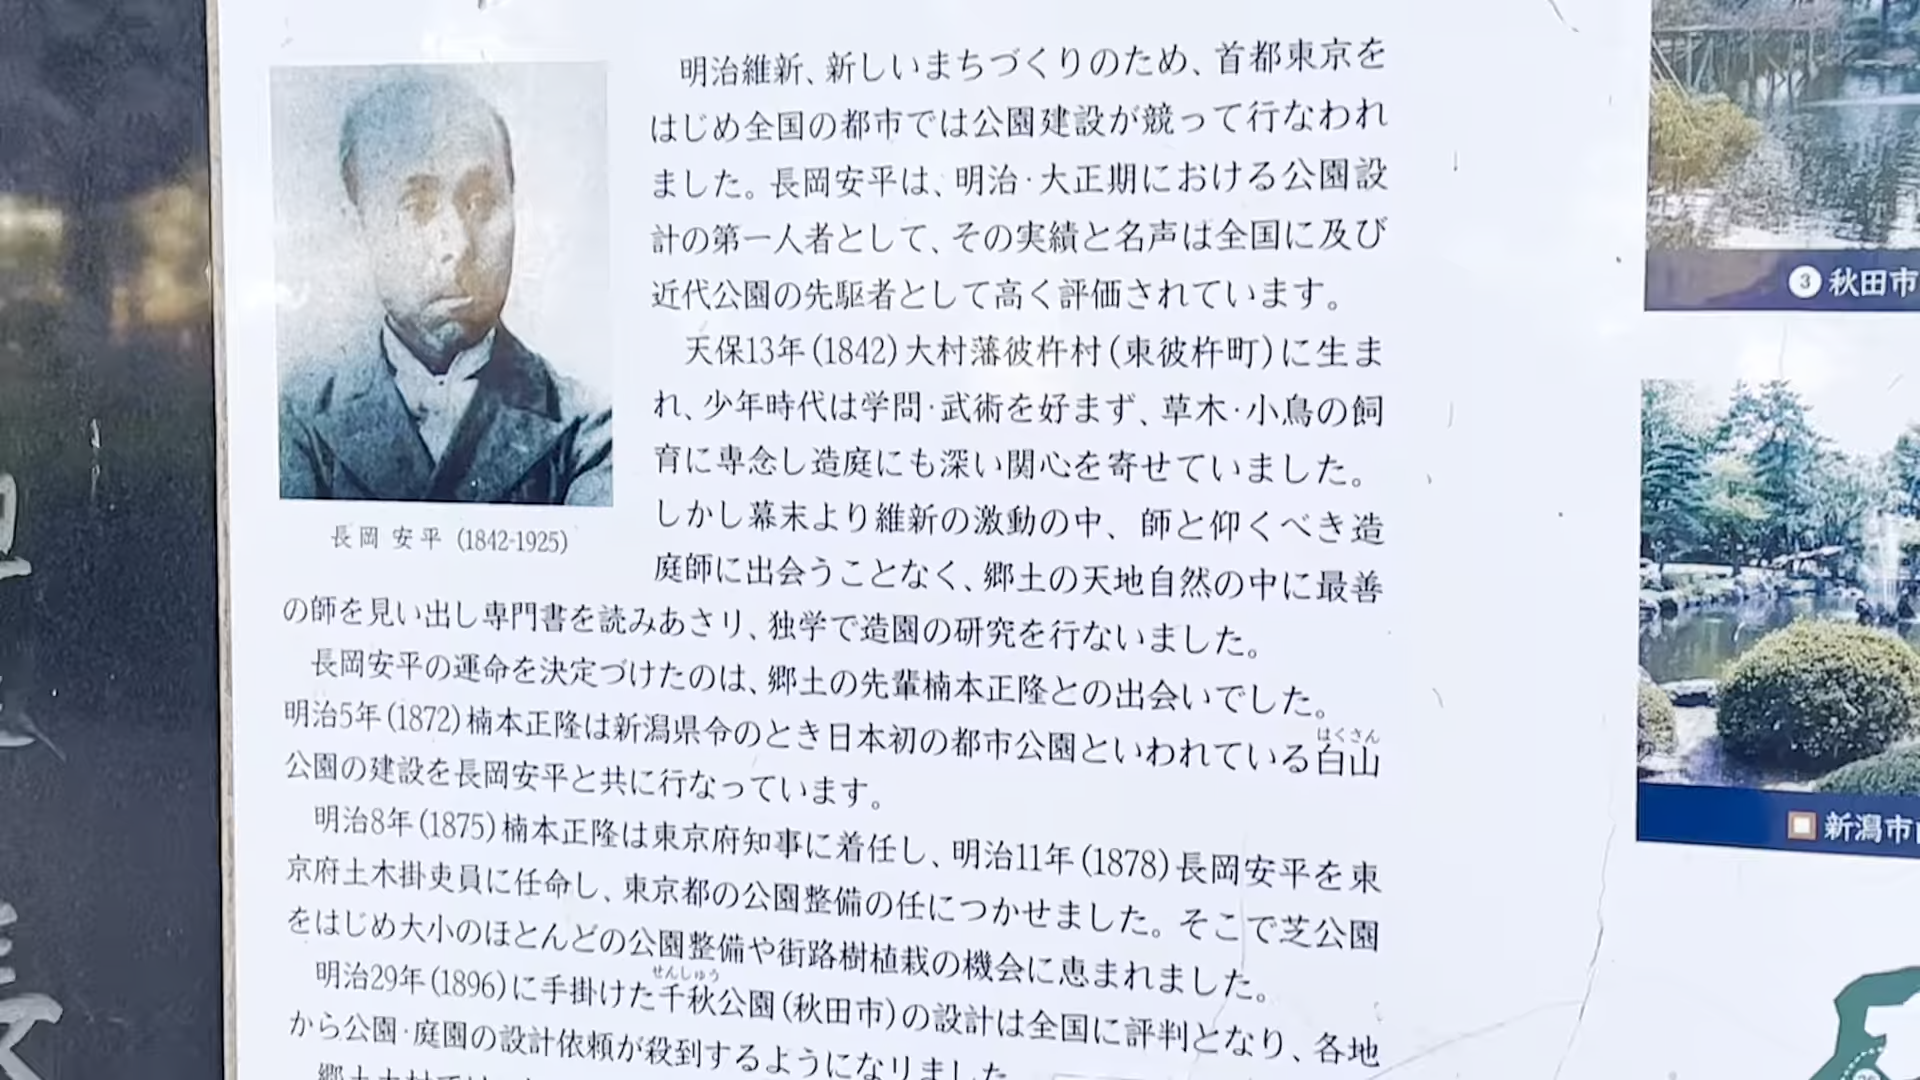 明治維新、新しいまちづくりのため、首都東京を
はじめ全国の都市では公園建設が競って行なわれ
ました。長岡安平は、明治·大正期における公園設
計の第一人者として、その実績と名声は全国に及び
近代公園の先駆者として高く評価されています。
天保13年(1842)大村藩彼杵村(東彼杵町)に生ま
れ、少年時代は学問·武術を好まず、草木·小鳥の飼
育に専念し造庭にも深い関心を寄せていました。
しかし幕末より維新の激動の中、師と仰くべき造
庭師に出会うことなく、郷土の天地自然の中に最善
の師を見い出し専門書を読みあさり、独学で造園の研究を行ないました。
長岡安平の運命を決定づけたのは、郷土の先輩楠本正隆との出会いでした。
はくさん
明治5年(1872)楠本正隆は新潟県令のとき日本初の都市公園といわれている白山
公園の建設を長岡安平と共に行なっています。
明治8年(1875)楠本正隆は東京府知事に着任し、明治11年(1878)長岡安平を東
京府土木掛吏員に任命し、東京都の公園整備の任につかせました。そこで芝公園
をはじめ大小のほとんどの公園整備や街路樹植栽の機会に恵まれました。
せんしゅう
明治29年(1896)に手掛けた千秋公園(秋田市)の設計は全国に評判となり、各地
から公園·庭園の設計依頼が殺到するようになりました
長岡 安平 (1842-1925)
❸ 秋田市
新潟市